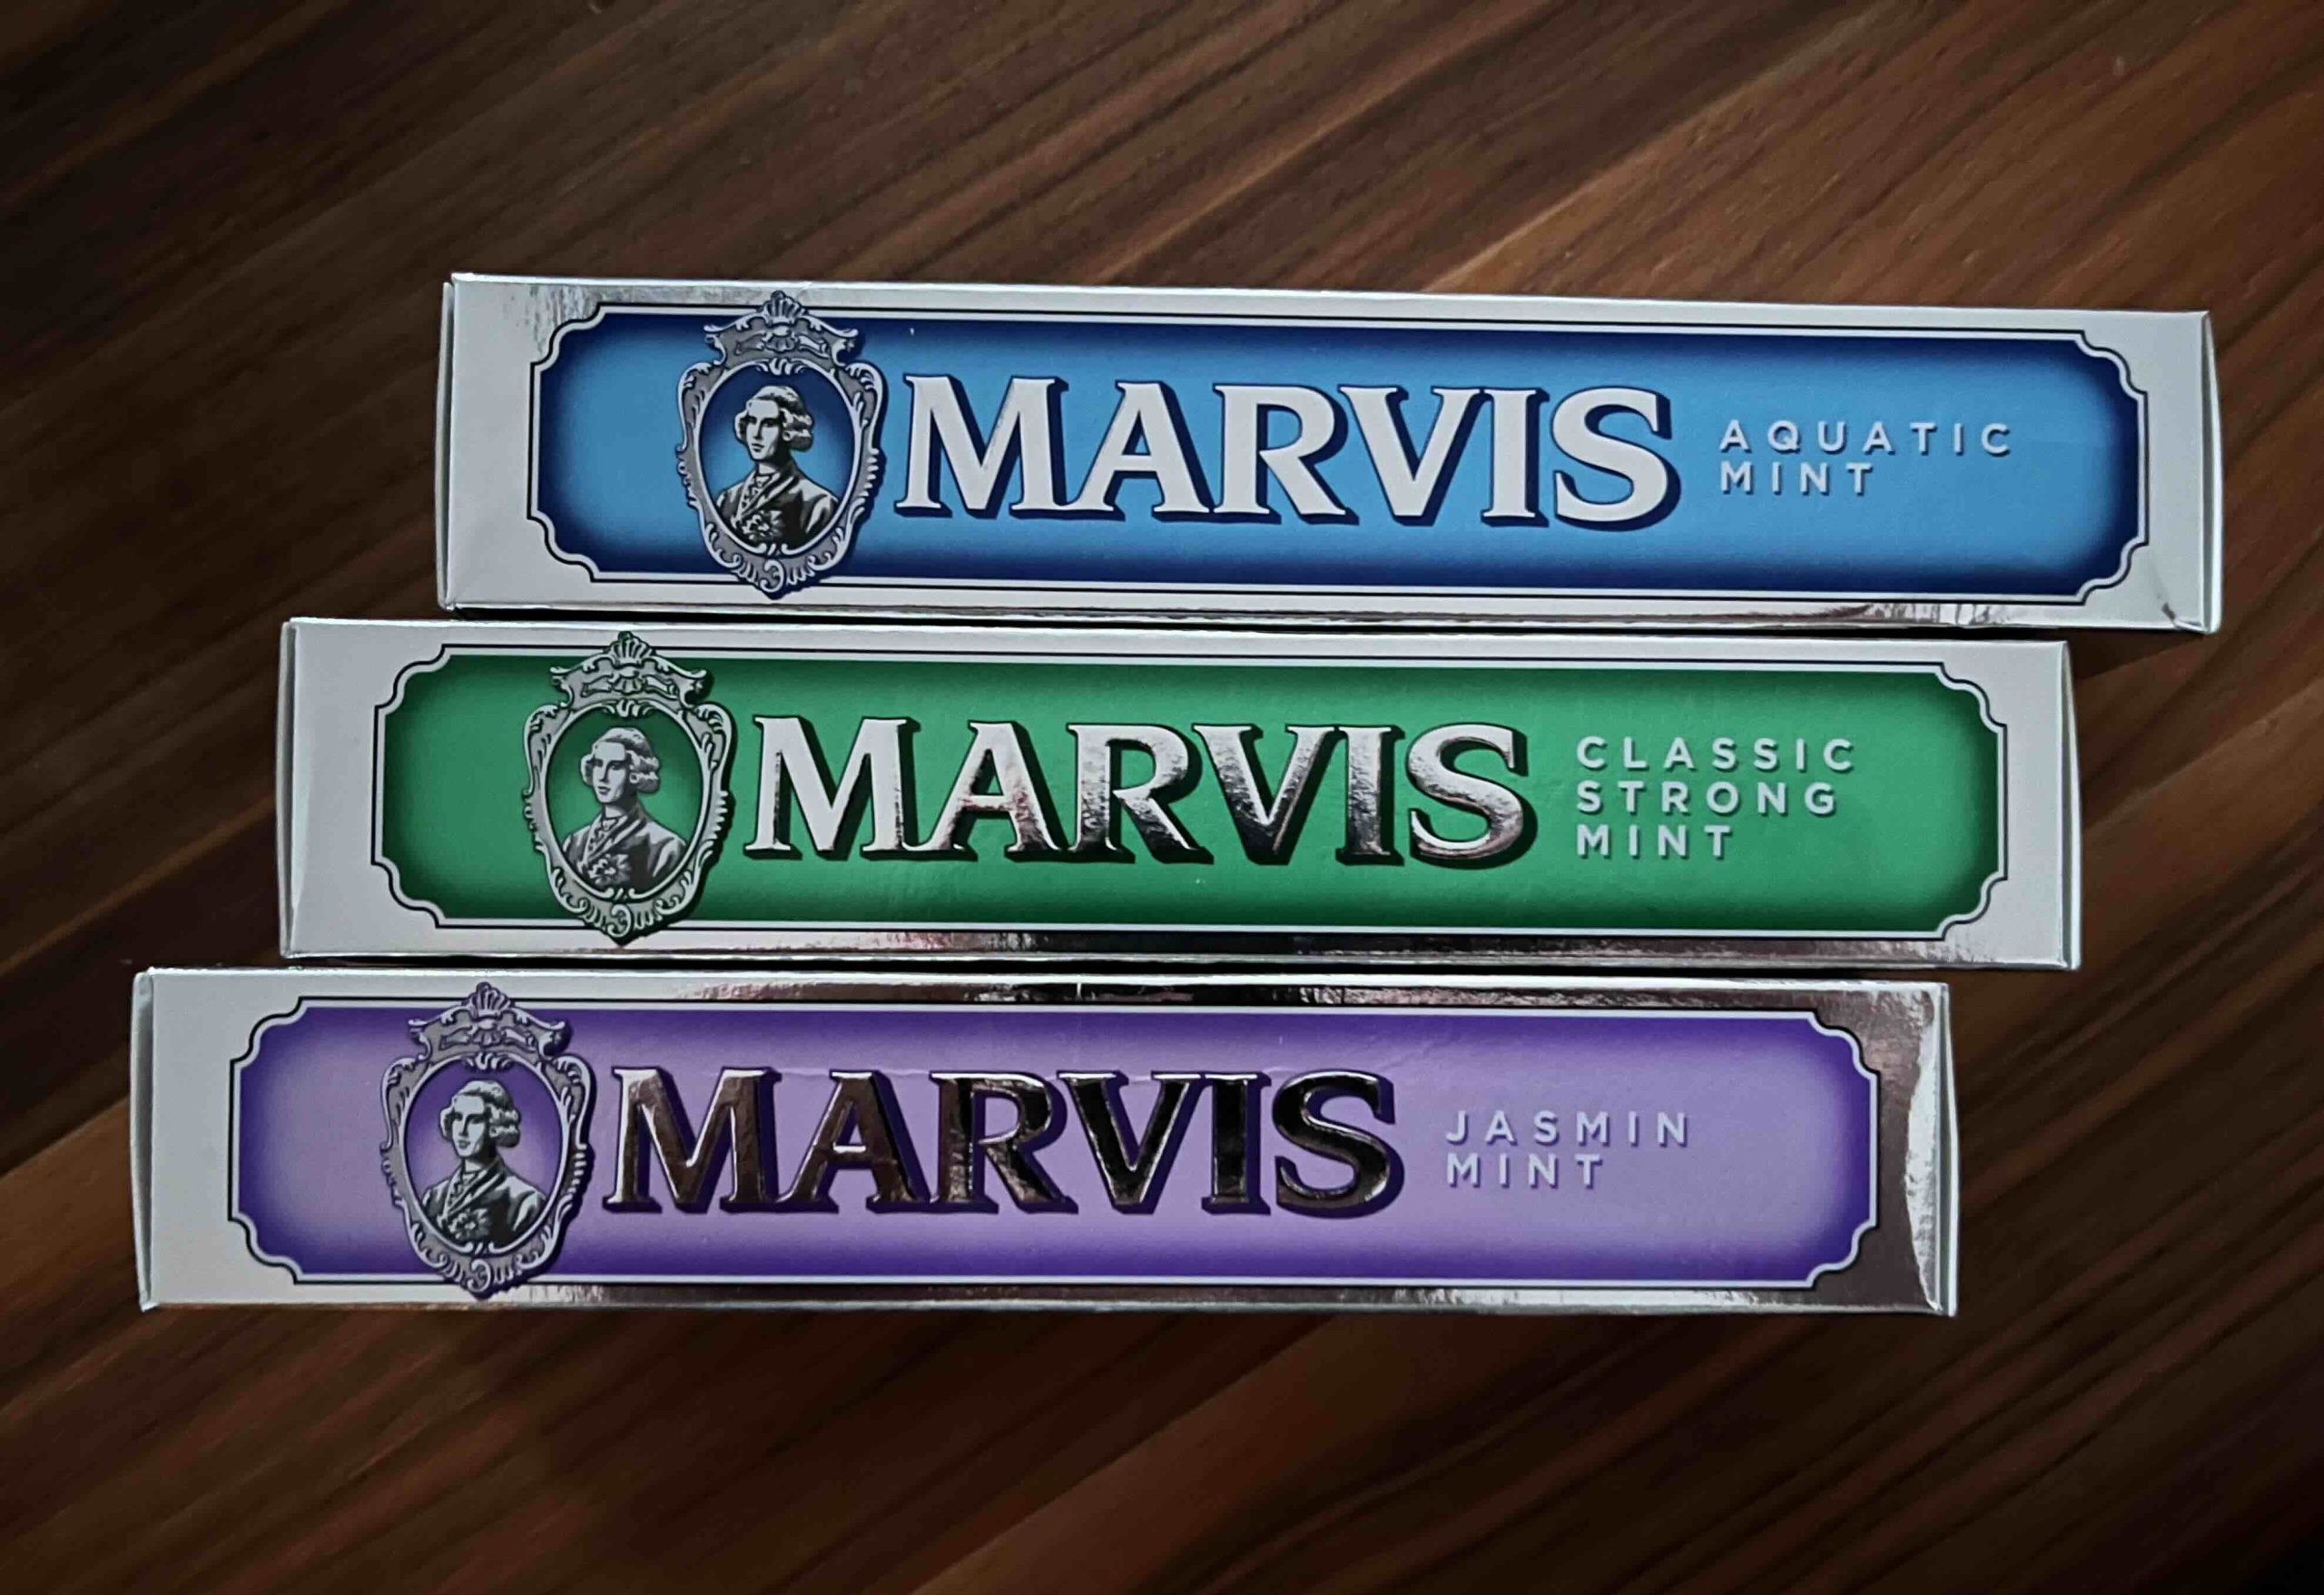 MARVIS
AQUATIC
MINT
MARVIS
CLASSIC
STRONG
MINT
MARVIS
JASMIN
MINT